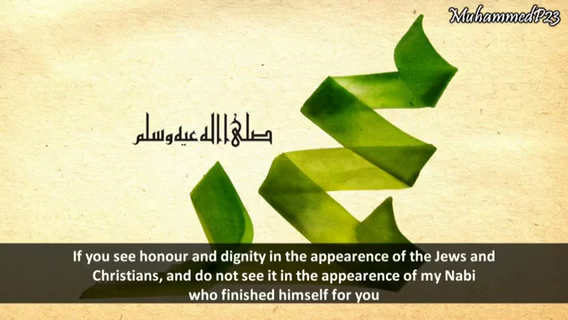 MuhammedP23
صلى الله عليه وسلم
محمد
If you see honour and dignity in the appearence of the Jews and
Christians, and do not see it in the appearence of my Nabi
who finished himself for you